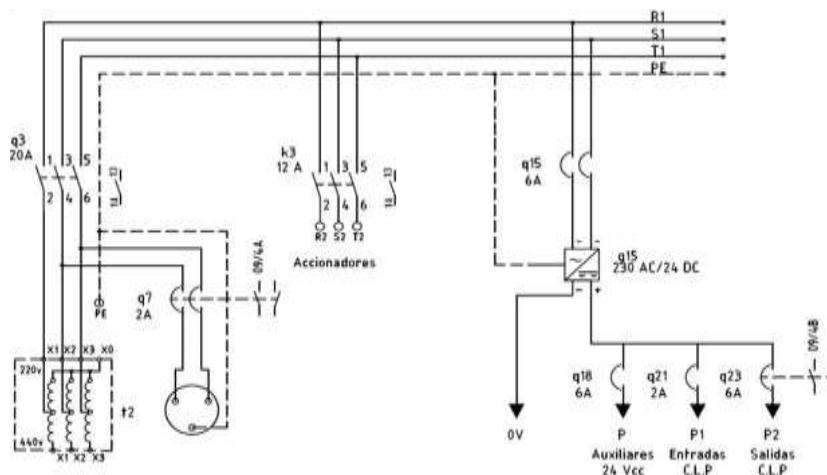 R1
S1
T1
PE
q3
20A
1 3 5
2 4 6
13
14
k3
12 A
1 3 5
2 4 6
13
14
R2 S2 T2
Accionadores
q15
6A
q15
230 AC/24 DC
PE
q7
2A
09/4A
X1 X2 X3 X0
220v
440v
X1 X2 X3
t2
- +
0V
q18
6A
q21
2A
q23
6A
09/4B
P P1 P2
Auxiliares Entradas Salidas
24 Vcc C.L.P C.L.P